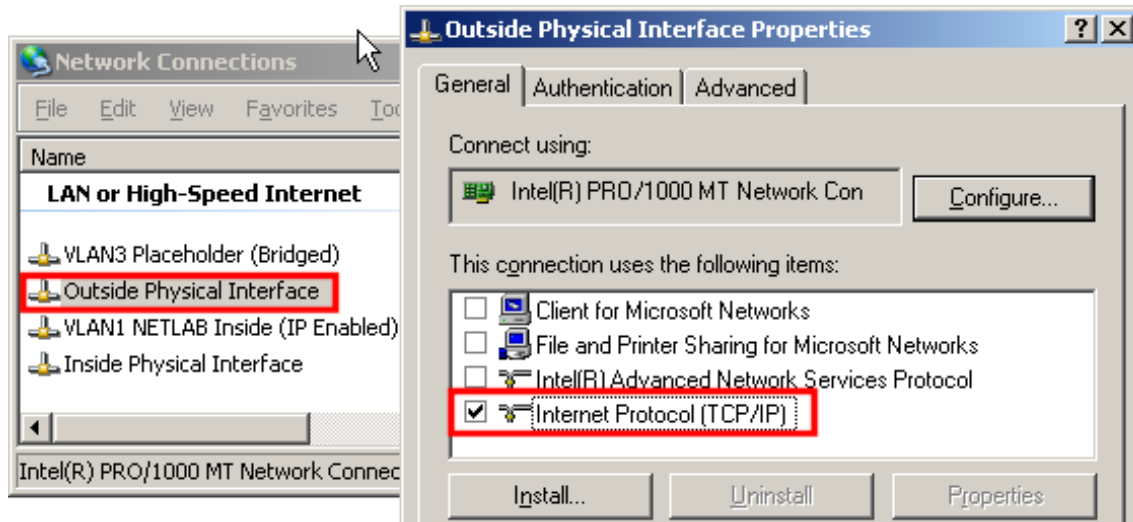 Network Connections
File Edit View Favorites Too
Name
LAN or High-Speed Internet
VLAN3 Placeholder (Bridged)
Outside Physical Interface
VLAN1 NETLAB Inside (IP Enabled)
Inside Physical Interface
Intel(R) PRO/1000 MT Network Connec
Outside Physical Interface Properties
General Authentication Advanced
Connect using:
Intel(R) PRO/1000 MT Network Con
Configure...
This connection uses the following items:
Client for Microsoft Networks
File and Printer Sharing for Microsoft Networks
Intel(R) Advanced Network Services Protocol
Internet Protocol (TCP/IP)
Install... Uninstall Properties